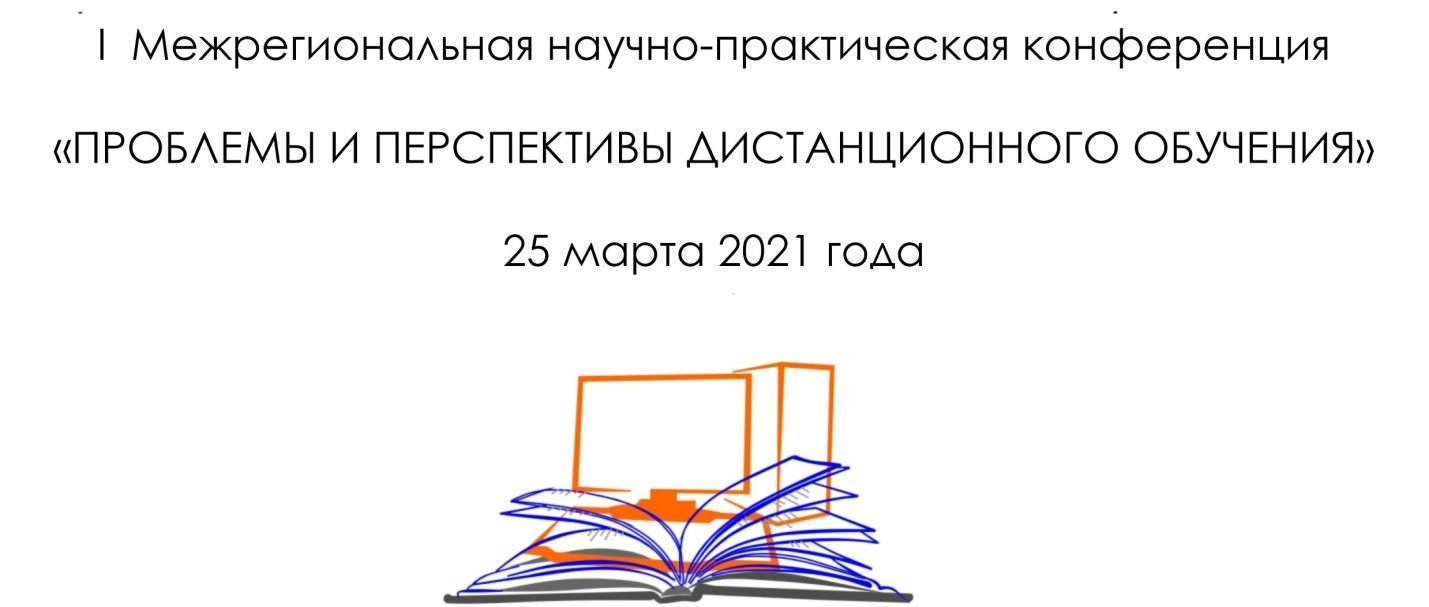 I Межрегиональная научно-практическая конференция
«ПРОБЛЕМЫ И ПЕРСПЕКТИВЫ ДИСТАНЦИОННОГО ОБУЧЕНИЯ»
25 марта 2021 года